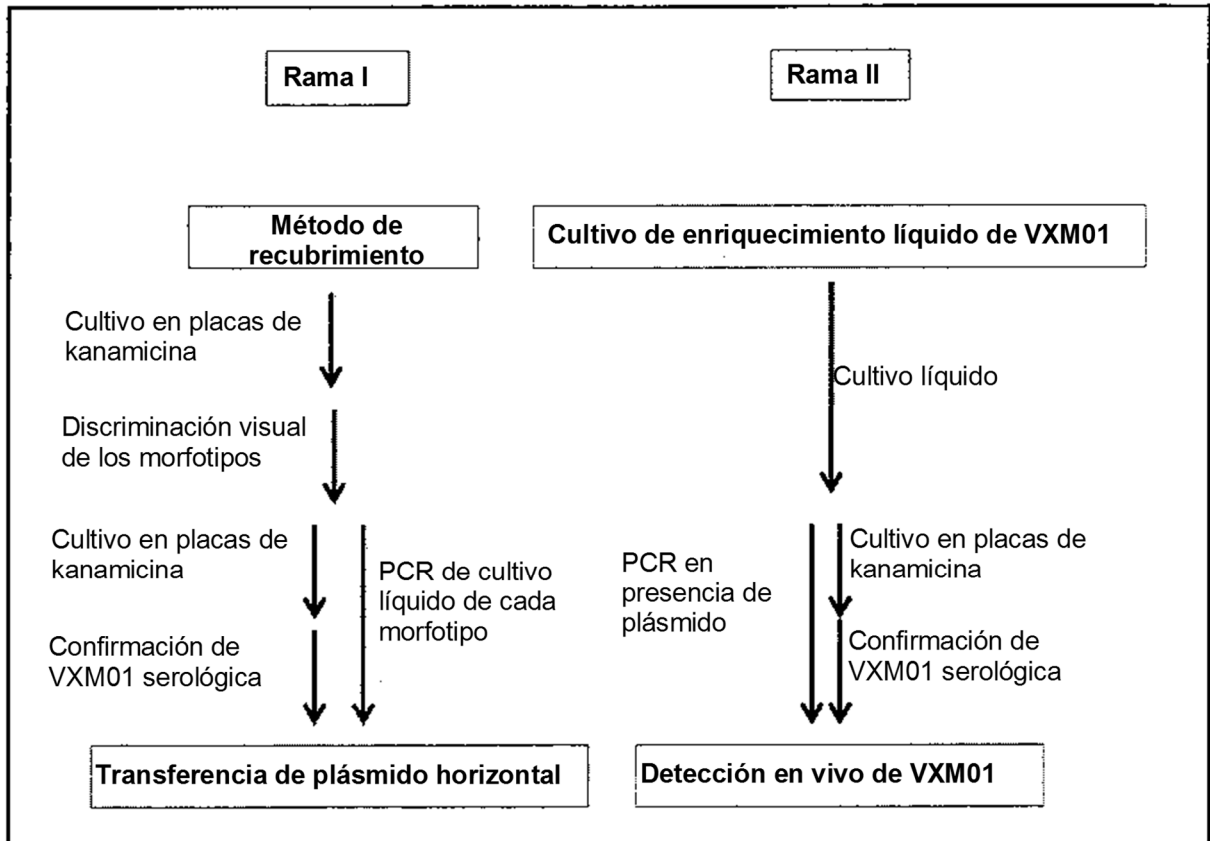 Rama I
Rama II
Método de
recubrimiento
Cultivo de enriquecimiento líquido de VXM01
Cultivo en placas de
kanamicina
Cultivo líquido
Discriminación visual
de los morfotipos
Cultivo en placas de
kanamicina
PCR de cultivo
líquido de cada
morfotipo
Confirmación de
VXM01 serológica
PCR en
presencia de
plásmido
Cultivo en placas de
kanamicina
Confirmación de
VXM01 serológica
Transferencia de plásmido horizontal
Detección en vivo de VXM01